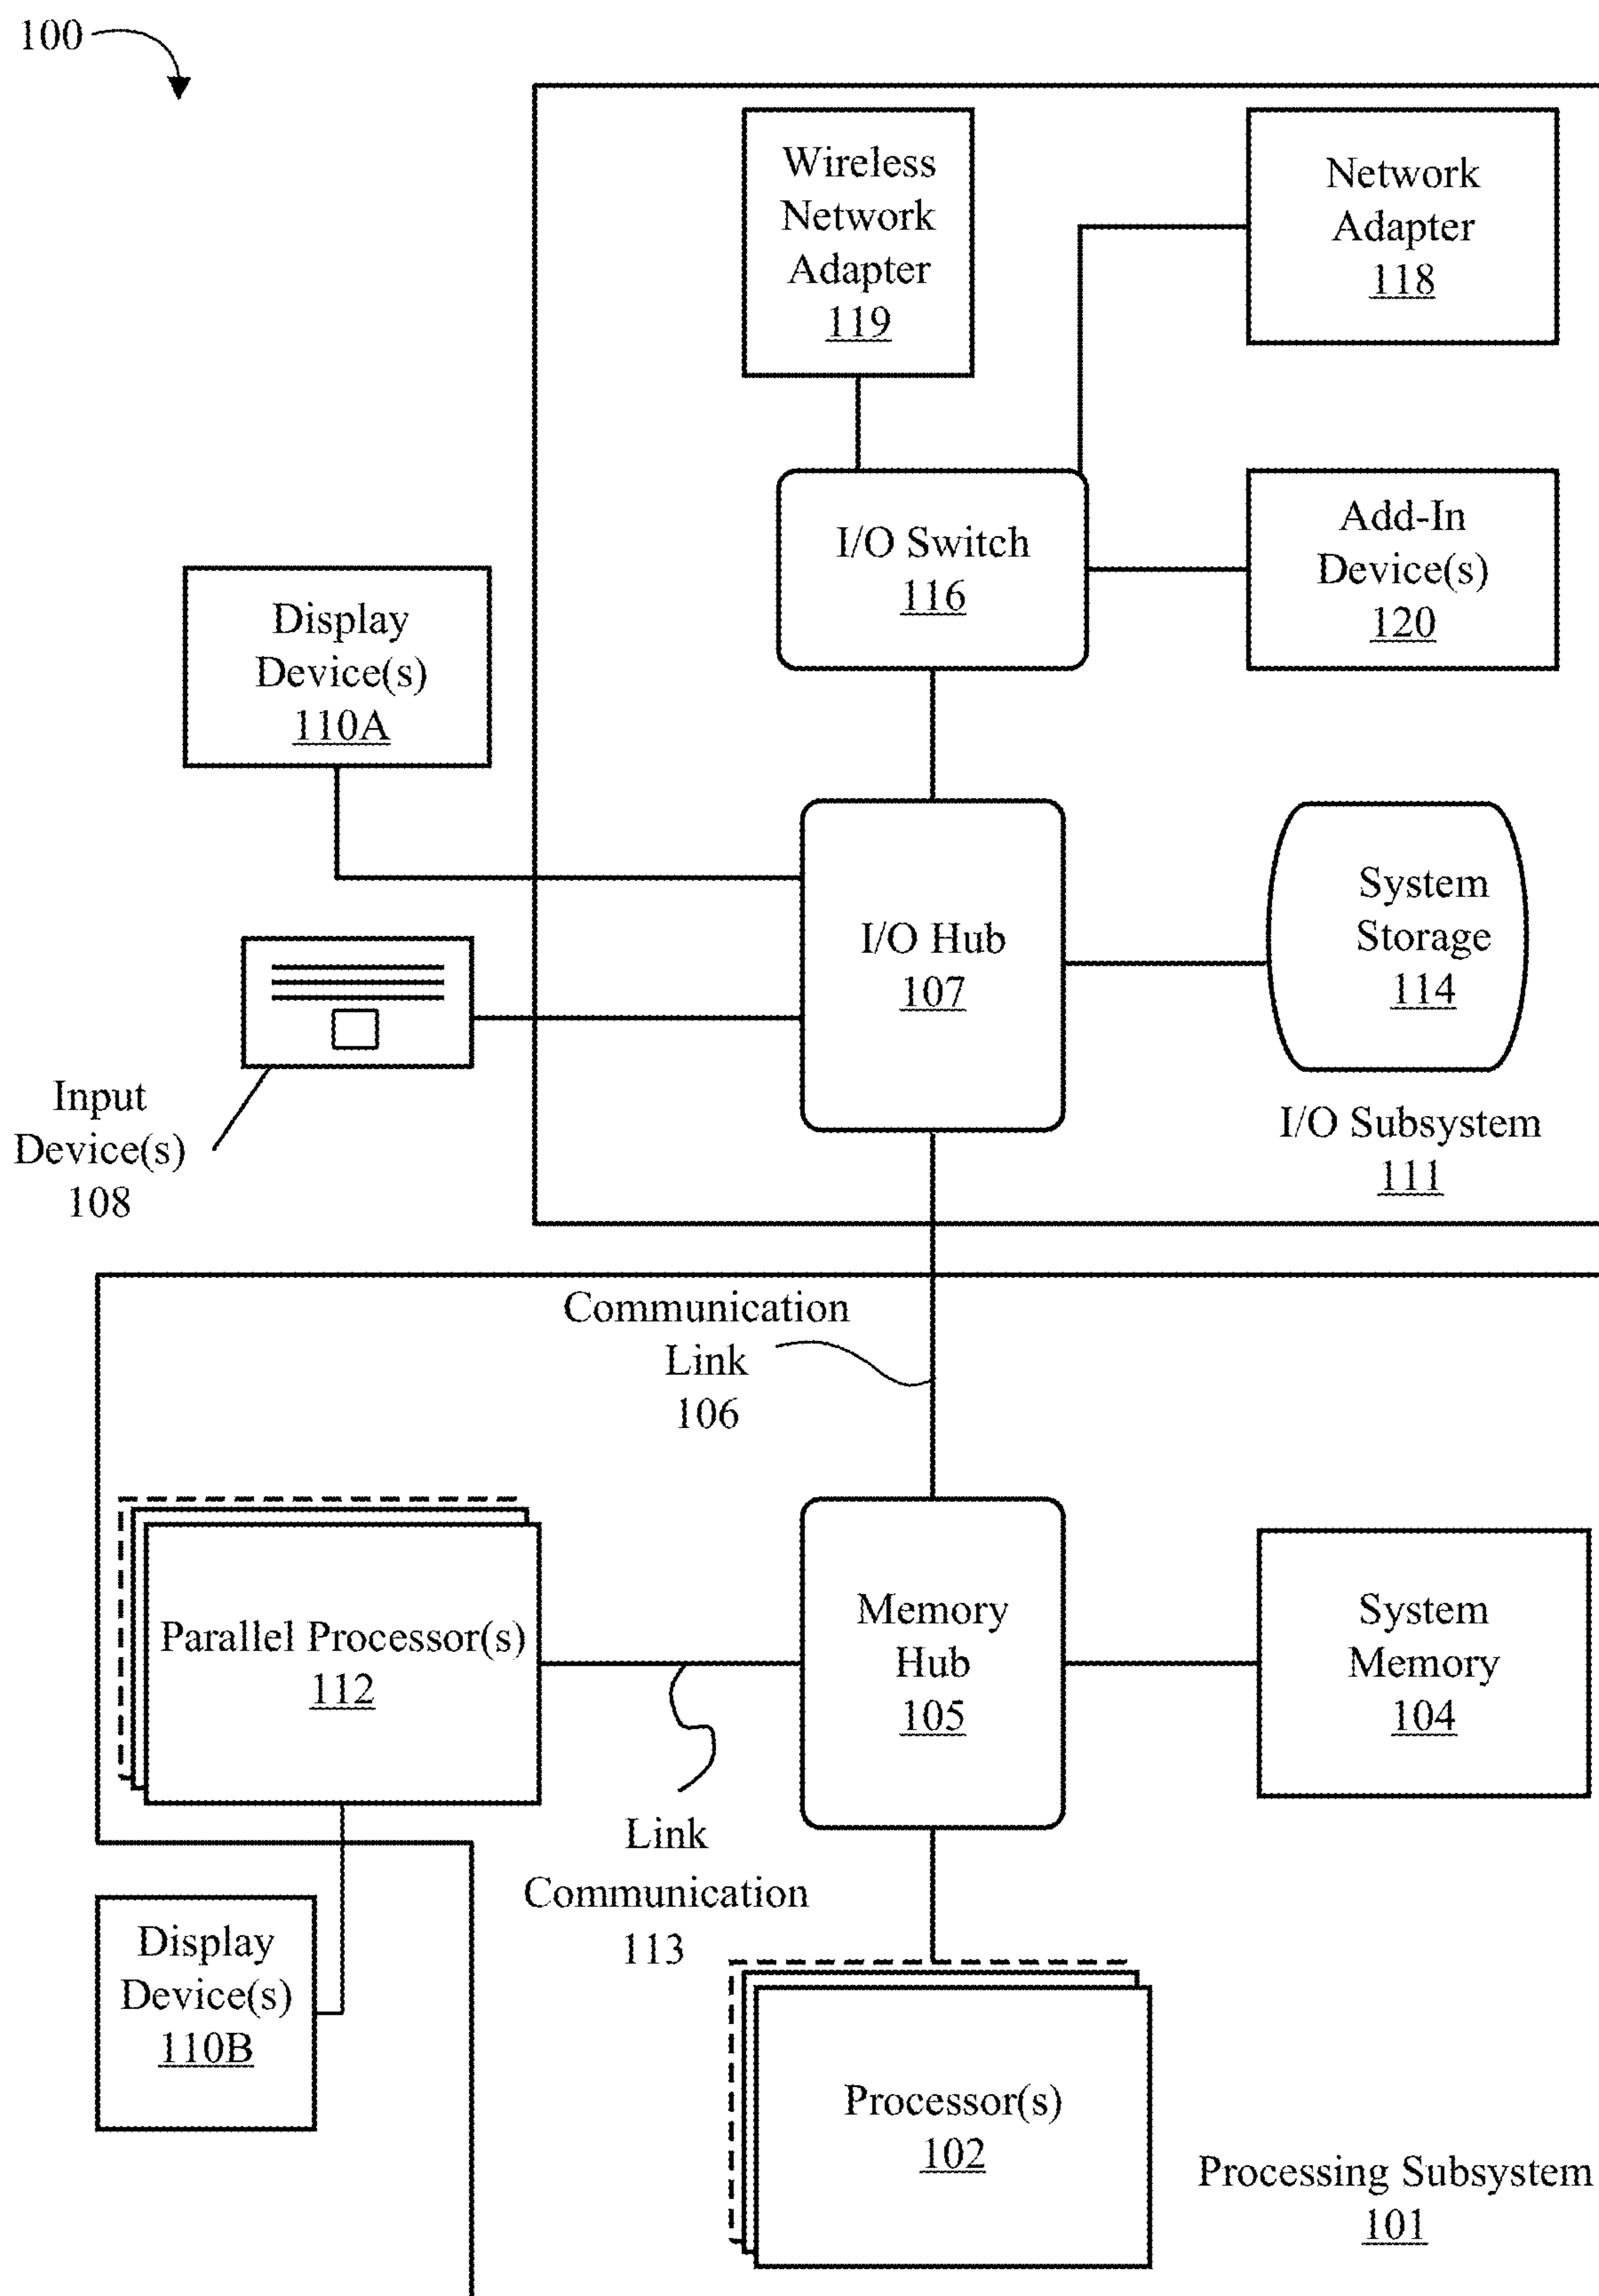 100
Wireless
Network
Adapter
119
Network
Adapter
118
I/O Switch
116
Add-In
Device(s)
120
Display
Device(s)
110A
I/O Hub
107
System
Storage
114
Input
Device(s)
108
I/O Subsystem
111
Communication
Link
106
Parallel Processor(s)
112
Memory
Hub
105
System
Memory
104
Link
Communication
113
Display
Device(s)
110B
Processor(s)
102
Processing Subsystem
101